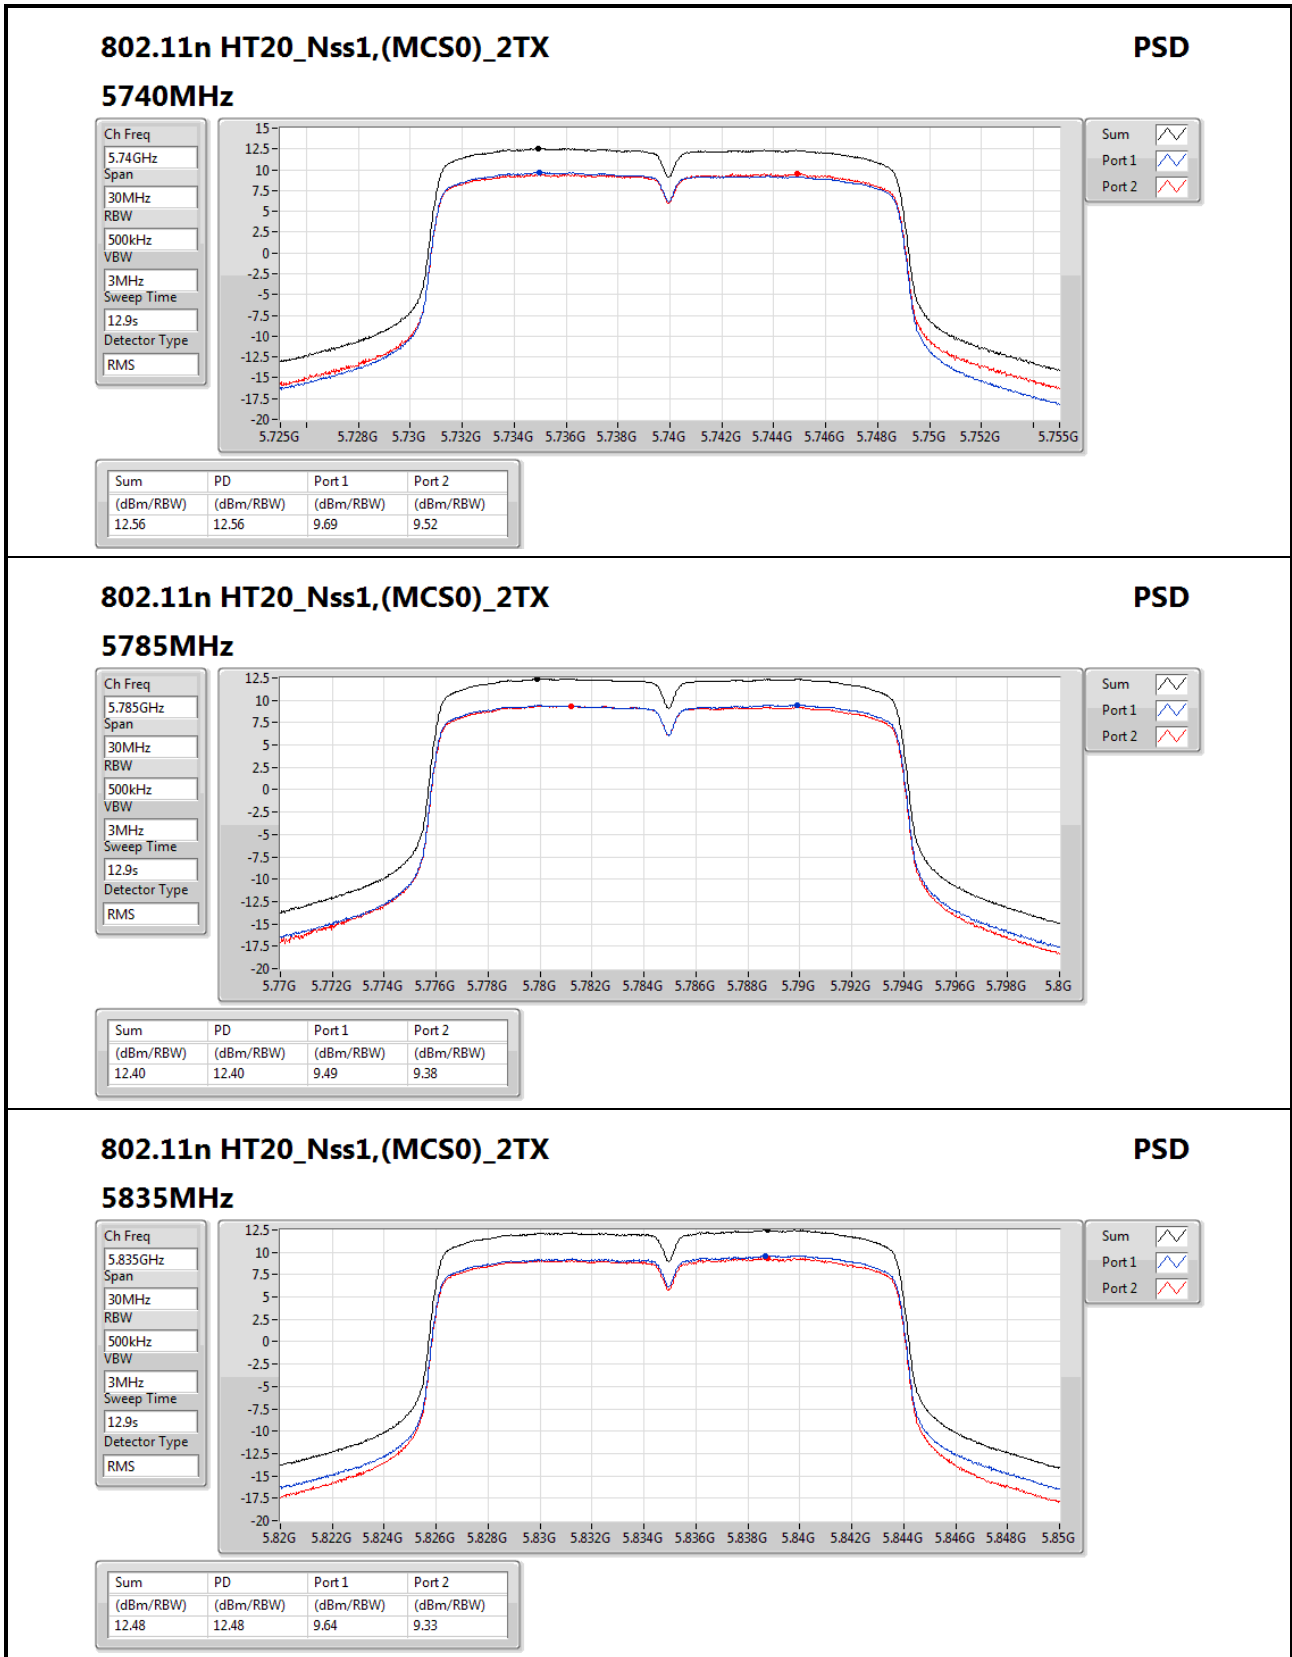 802.11n HT20_Nss1,(MCS0)_2TX PSD
5740MHz
Ch Freq
5.74GHz
Span
30MHz
RBW
500kHz
VBW
3MHz
Sweep Time
12.9s
Detector Type
RMS
15
12.5
10
7.5
5
2.5
0
-2.5
-5
-7.5
-10
-12.5
-15
-17.5
-20
5.725G 5.728G 5.73G 5.732G 5.734G 5.736G 5.738G 5.74G 5.742G 5.744G 5.746G 5.748G 5.75G 5.752G 5.755G
Sum
Port 1
Port 2
Sum PD Port 1 Port 2
(dBm/RBW) (dBm/RBW) (dBm/RBW) (dBm/RBW)
12.56 12.56 9.69 9.52
802.11n HT20_Nss1,(MCS0)_2TX PSD
5785MHz
Ch Freq
5.785GHz
Span
30MHz
RBW
500kHz
VBW
3MHz
Sweep Time
12.9s
Detector Type
RMS
12.5
10
7.5
5
2.5
0
-2.5
-5
-7.5
-10
-12.5
-15
-17.5
-20
5.77G 5.772G 5.774G 5.776G 5.778G 5.78G 5.782G 5.784G 5.786G 5.788G 5.79G 5.792G 5.794G 5.796G 5.798G 5.8G
Sum
Port 1
Port 2
Sum PD Port 1 Port 2
(dBm/RBW) (dBm/RBW) (dBm/RBW) (dBm/RBW)
12.40 12.40 9.49 9.38
802.11n HT20_Nss1,(MCS0)_2TX PSD
5835MHz
Ch Freq
5.835GHz
Span
30MHz
RBW
500kHz
VBW
3MHz
Sweep Time
12.9s
Detector Type
RMS
12.5
10
7.5
5
2.5
0
-2.5
-5
-7.5
-10
-12.5
-15
-17.5
-20
5.82G 5.822G 5.824G 5.826G 5.828G 5.83G 5.832G 5.834G 5.836G 5.838G 5.84G 5.842G 5.844G 5.846G 5.848G 5.85G
Sum
Port 1
Port 2
Sum PD Port 1 Port 2
(dBm/RBW) (dBm/RBW) (dBm/RBW) (dBm/RBW)
12.48 12.48 9.64 9.33